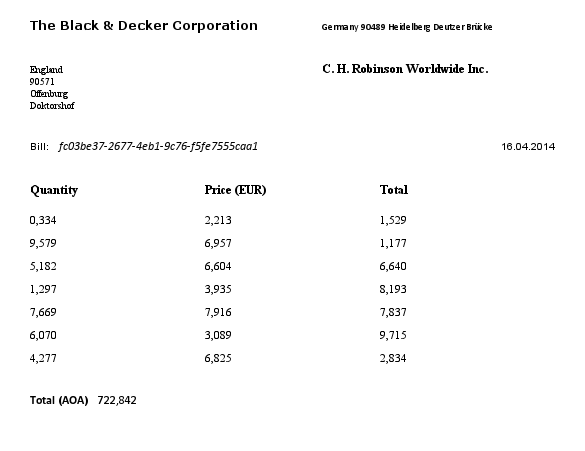 The Black & Decker Corporation
Germany 90489 Heidelberg Deutzer Brücke
England
90571
Offenburg
Doktorshof
C. H. Robinson Worldwide Inc.
Bill: fc03be37-2677-4eb1-9c76-f5fe7555caa1 16.04.2014
Quantity Price (EUR) Total
0,334 2,213 1,529
9,579 6,957 1,177
5,182 6,604 6,640
1,297 3,935 8,193
7,669 7,916 7,837
6,070 3,089 9,715
4,277 6,825 2,834
Total (AOA) 722,842